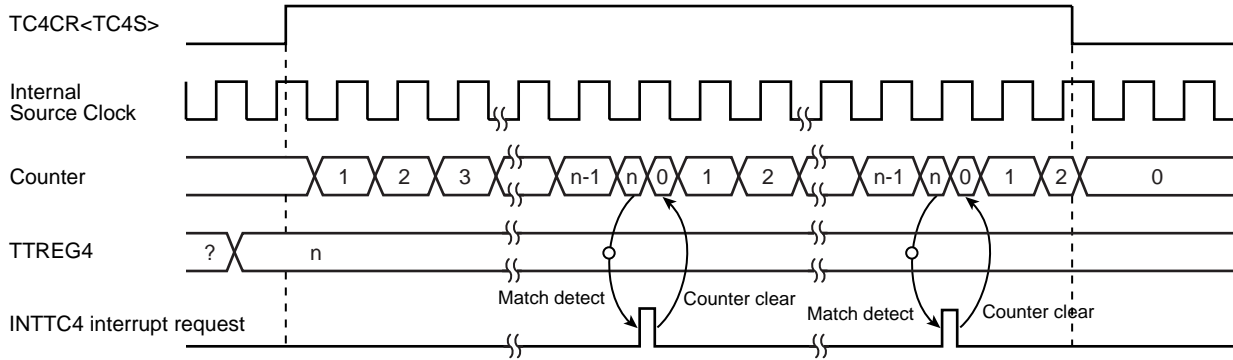 TC4CR<TC4S>
Internal
Source Clock
Counter 1 2 3 n-1 n 0 1 2 n-1 n 0 1 2 0
TTREG4 ? n
Match detect Counter clear Match detect Counter clear
INTTC4 interrupt request